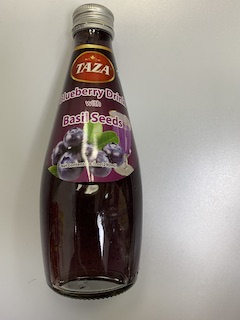 TAZA
Blueberry Drink
with
Basil Seeds